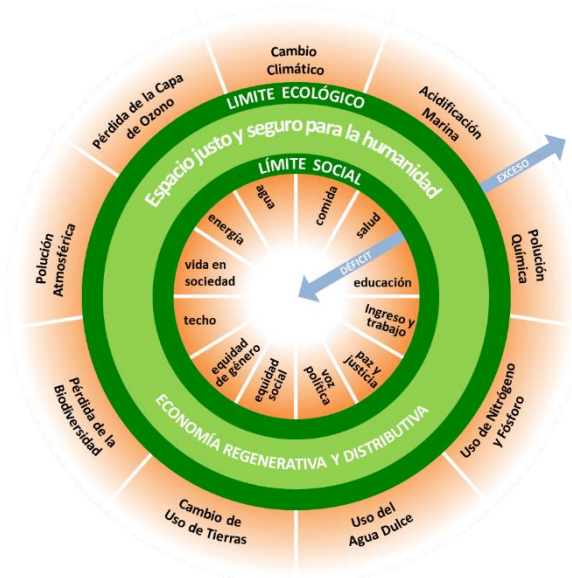 Cambio
Climático
Acidificación
Marina
EXCESO
Polución
Química
Uso de Nitrógeno
y Fósforo
Uso del
Agua Dulce
Cambio de
Uso de Tierras
Pérdida de la
Biodiversidad
Polución
Atmosférica
Pérdida de la Capa
de Ozono
LIMITE ECOLÓGICO
Espacio justo y seguro para la humanidad
LÍMITE SOCIAL
agua
comida
salud
DÉFICIT
educación
Ingreso y
trabajo
paz y
justicia
voz
política
equidad
social
equidad
de género
techo
vida en
sociedad
energía
ECONOMÍA REGENERATIVA Y DISTRIBUTIVA